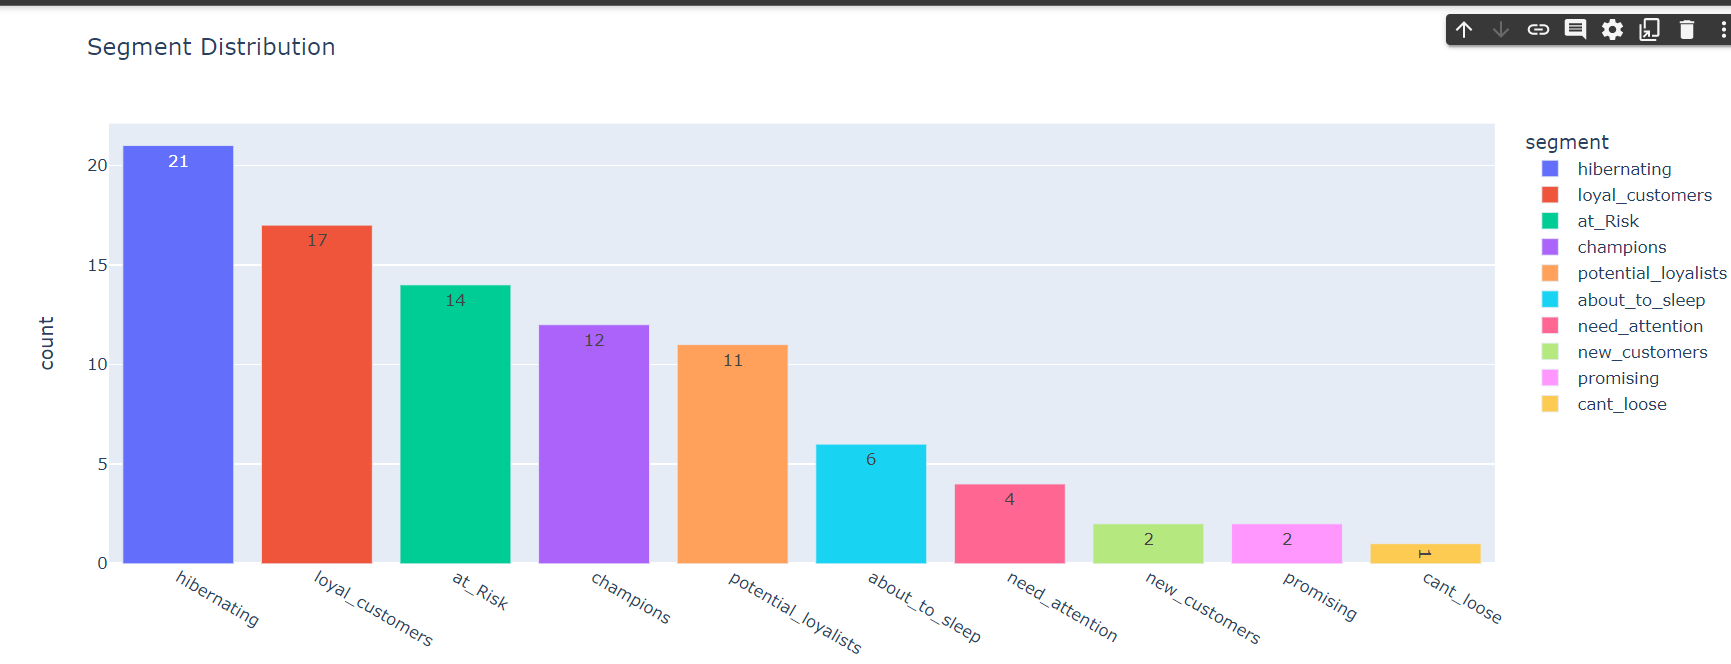 Segment Distribution
count
20
15
10
5
0
21
17
14
12
11
6
4
2
2
1
hibernating
loyal_customers
at_Risk
champions
potential_loyalists
about_to_sleep
need_attention
new_customers
promising
cant_loose
segment
hibernating
loyal_customers
at_Risk
champions
potential_loyalists
about_to_sleep
need_attention
new_customers
promising
cant_loose